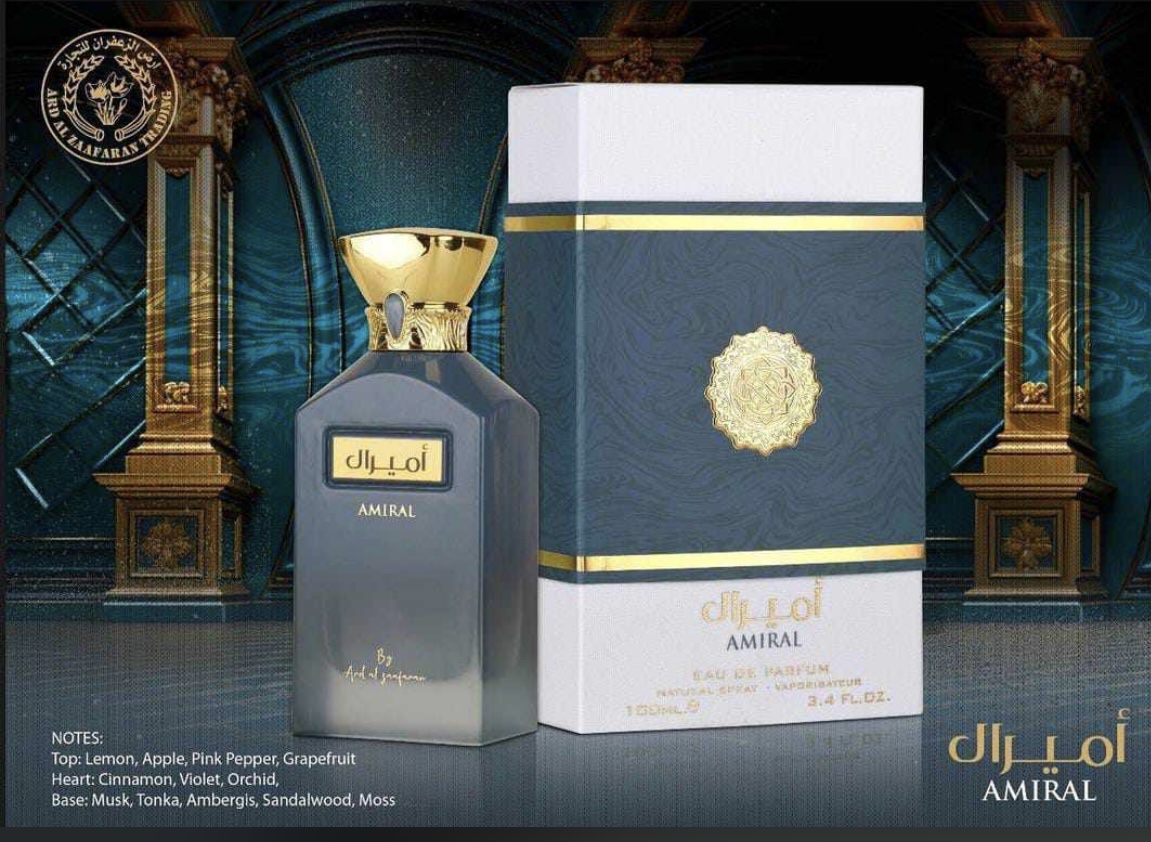 ارض الزعفران للتجارة
ARD AL ZAAFARAN TRADING
أميرال
AMIRAL
By
Ard al zaafaran
أميرال
AMIRAL
EAU DE PARFUM
NATURAL SPRAY · VAPORISATEUR
100ML.e 3.4 FL.OZ.
NOTES:
Top: Lemon, Apple, Pink Pepper, Grapefruit
Heart: Cinnamon, Violet, Orchid,
Base: Musk, Tonka, Ambergis, Sandalwood, Moss
أميرال
AMIRAL